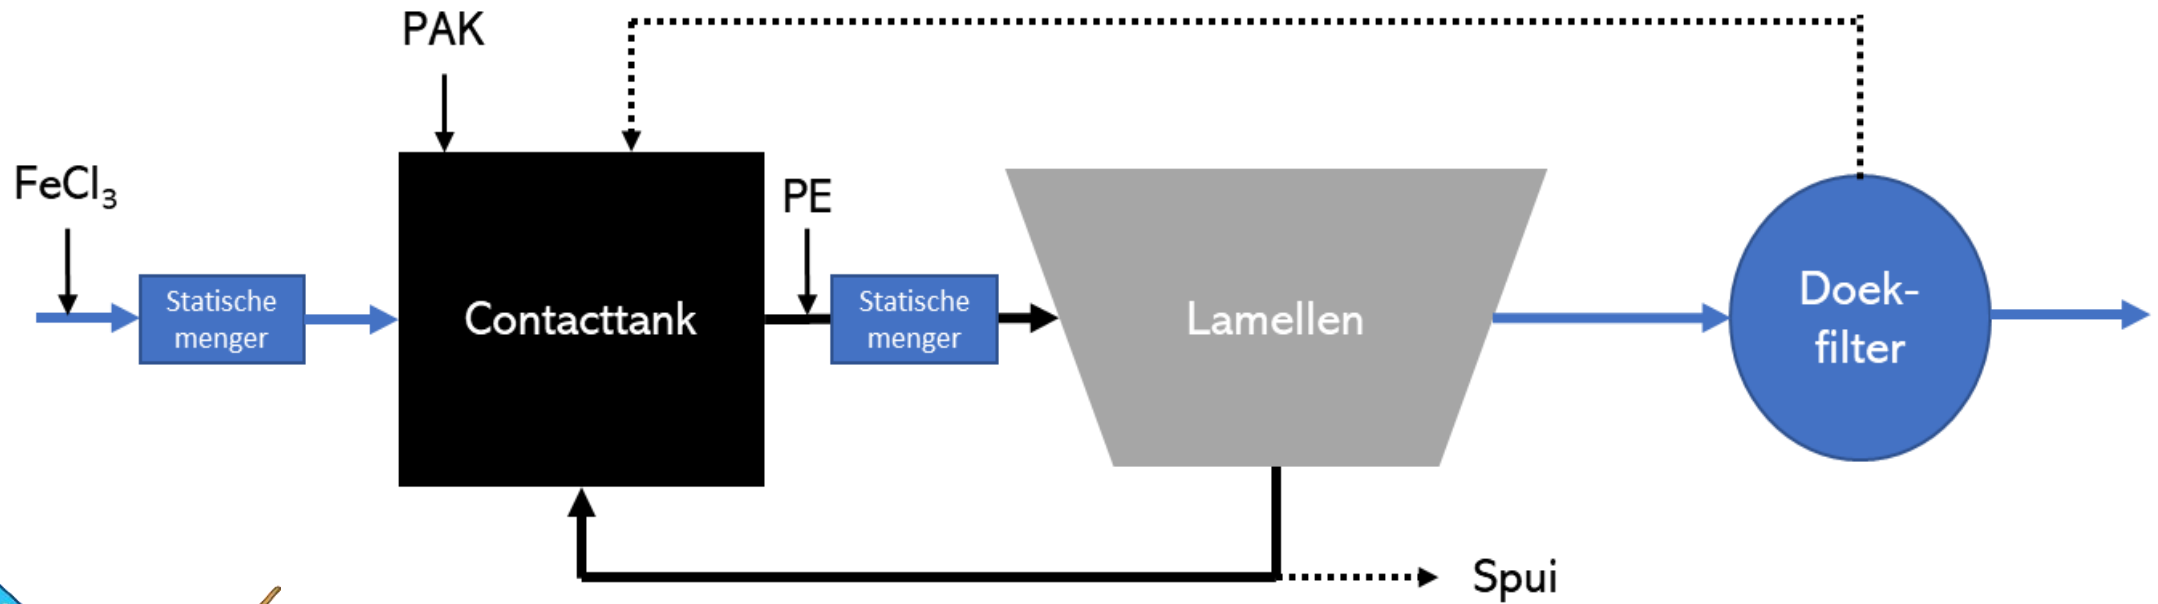 PAK
FeCl₃
PE
Statische
menger
Contacttank
Statische
menger
Lamellen
Doek-
filter
Spui